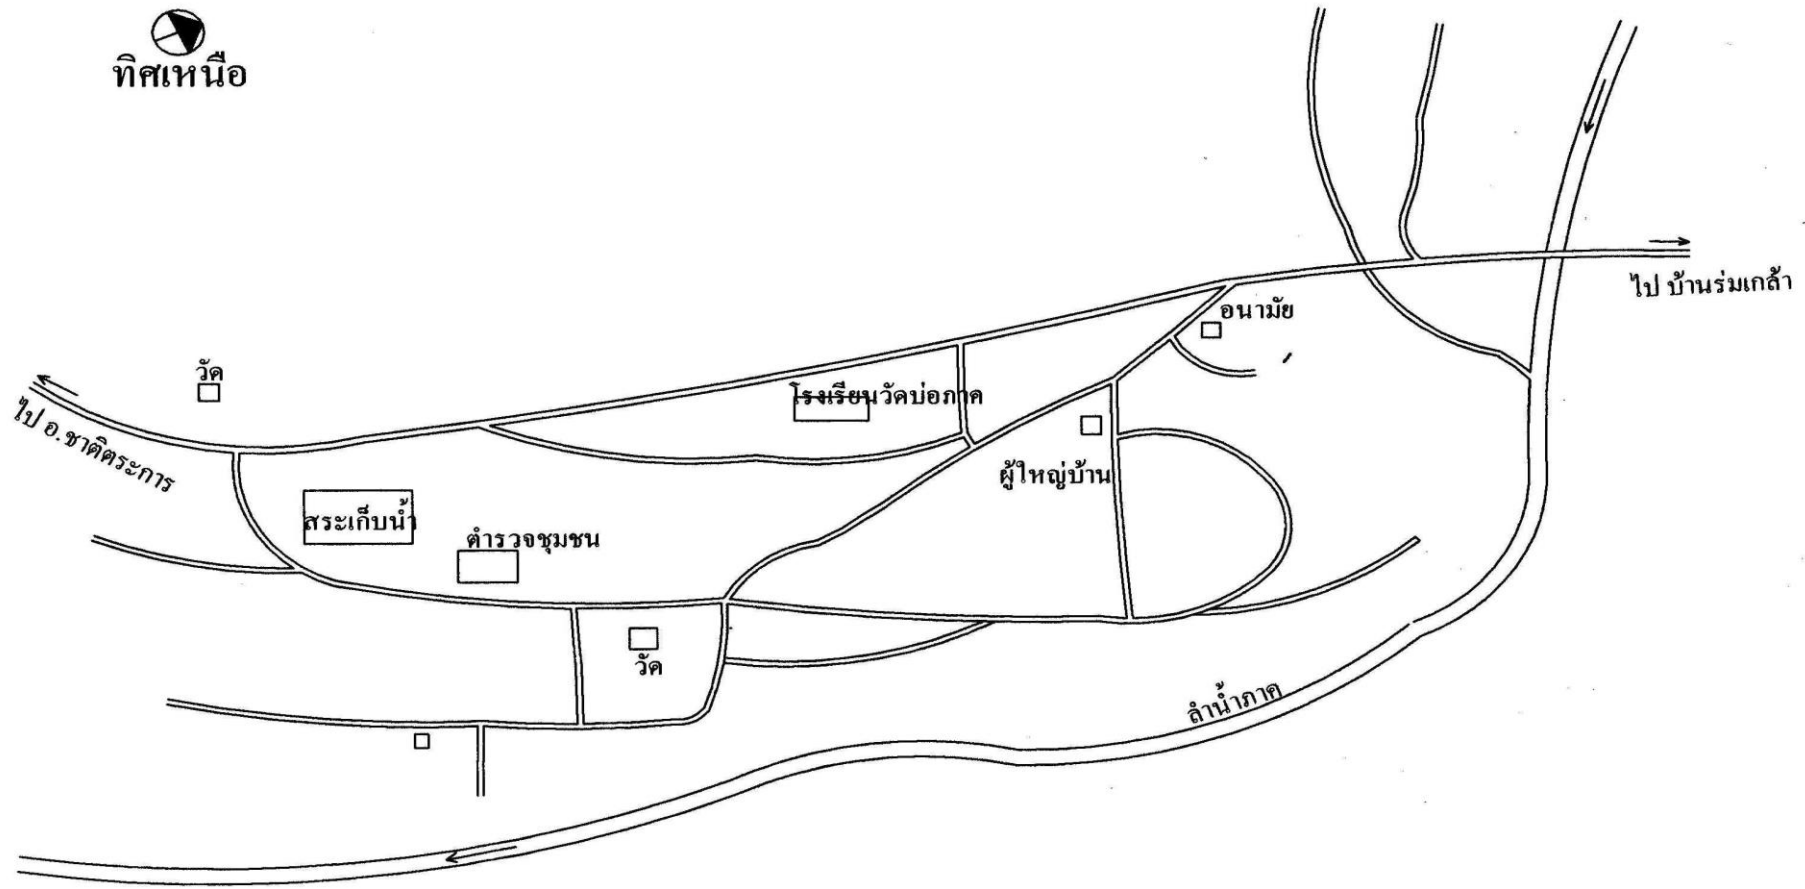 ทิศเหนือ
ไป บ้านร่มเกล้า
อนามัย
วัด
โรงเรียนวัดบ่อภาค
ไป อ.ชาติตระการ
ผู้ใหญ่บ้าน
สระเก็บน้ำ
ตำรวจชุมชน
วัด
ลำน้ำภาค